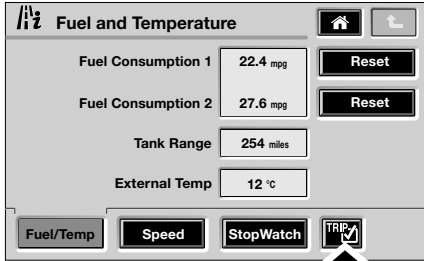 Fuel and Temperature
Fuel Consumption 1 22.4 mpg Reset
Fuel Consumption 2 27.6 mpg Reset
Tank Range 254 miles
External Temp 12 °C
Fuel/Temp Speed StopWatch TRIP